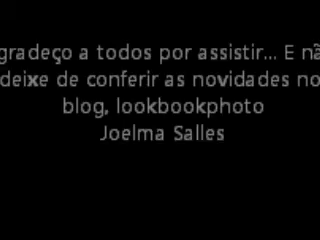 gradeço a todos por assistir... E nã
deixe de conferir as novidades no
blog, lookbookphoto
Joelma Salles